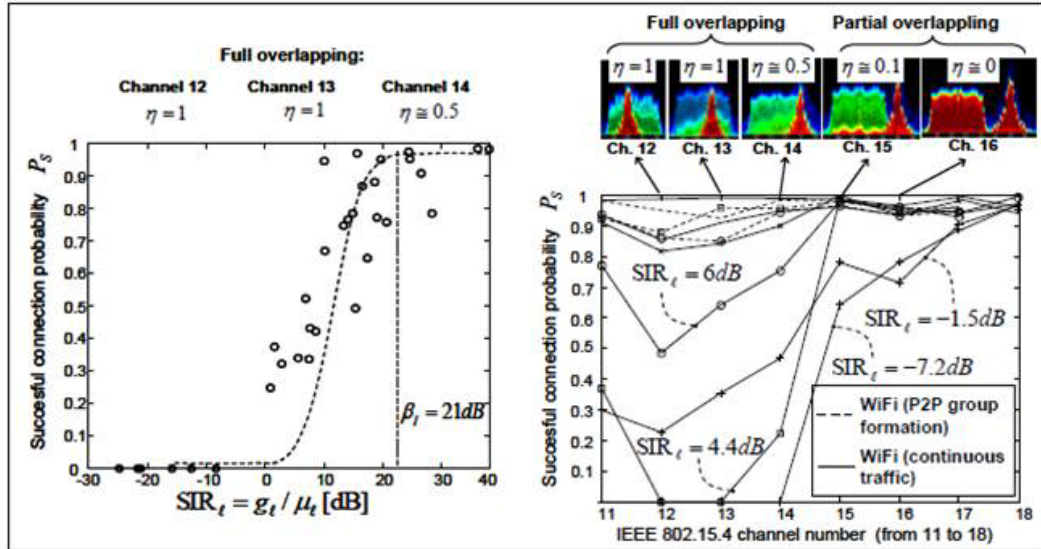 Full overlapping:
Channel 12 Channel 13 Channel 14
η=1 η=1 η≅0.5
Succesful connection probability P_S
1
0.9
0.8
0.7
0.6
0.5
0.4
0.3
0.2
0.1
0
β_l = 21dB
-30 -20 -10 0 10 20 30 40
SIR_ℓ = g_ℓ / μ_ℓ [dB]
Full overlapping Partial overlappling
η=1 η=1 η≅0.5 η≅0.1 η≅0
Ch. 12 Ch. 13 Ch. 14 Ch. 15 Ch. 16
Succesful connection probability P_S
1
0.9
0.8
0.7
0.6
0.5
0.4
0.3
0.2
0.1
SIR_ℓ = 6dB
SIR_ℓ = -1.5dB
SIR_ℓ = -7.2dB
SIR_ℓ = 4.4dB
WiFi (P2P group
formation)
WiFi (continuous
traffic)
11 12 13 14 15 16 17 18
IEEE 802.15.4 channel number (from 11 to 18)